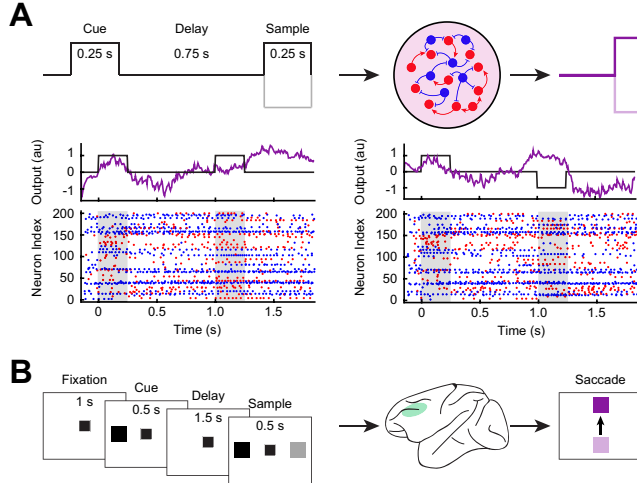 A
Cue
Delay
Sample
0.25 s
0.75 s
0.25 s
Output (au)
1
0
-1
Neuron Index
200
150
100
50
0
0
0.5
1.0
1.5
Time (s)
Output (au)
1
0
-1
Neuron Index
200
150
100
50
0
0
0.5
1.0
1.5
Time (s)
B
Fixation
1 s
Cue
0.5 s
Delay
1.5 s
Sample
0.5 s
Saccade